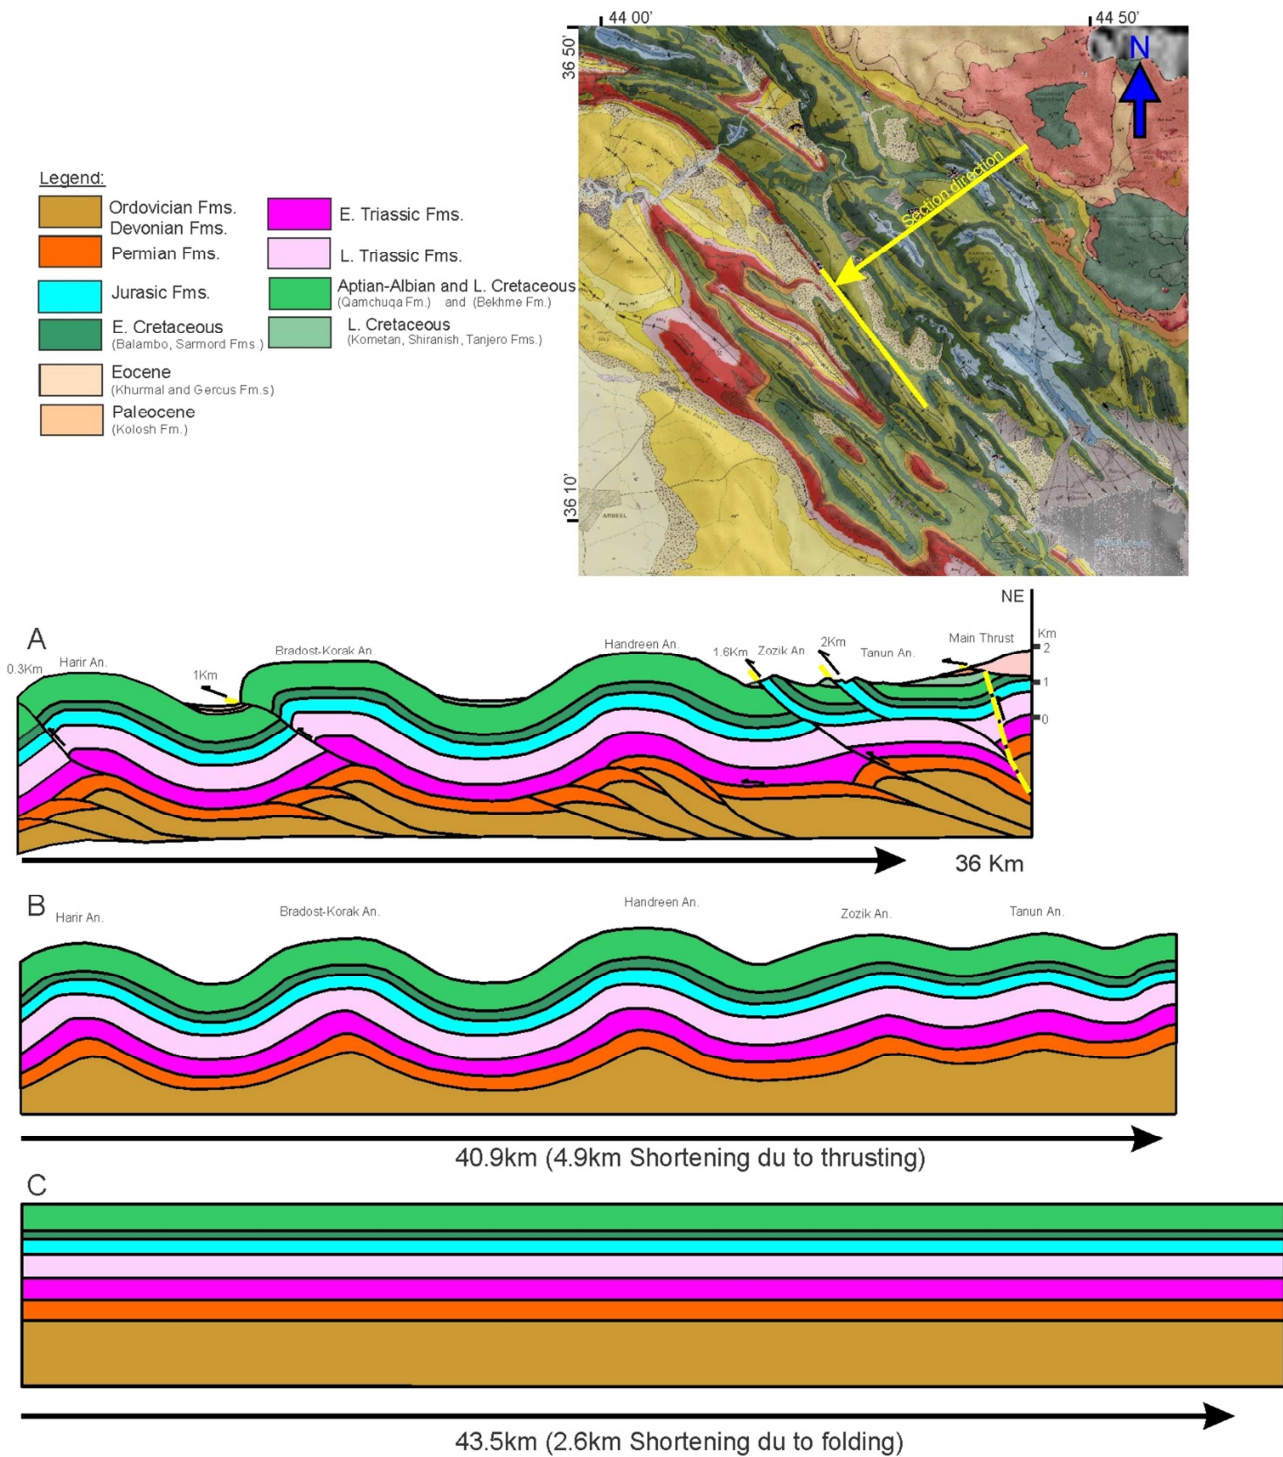 44 00'
44 50'
36 50'
N
Section direction
36 10'
ARBEEL
Legend:
Ordovician Fms.
Devonian Fms.
Permian Fms.
Jurasic Fms.
E. Cretaceous
(Balambo, Sarmord Fms.)
Eocene
(Khurmal and Gercus Fm.s)
Paleocene
(Kolosh Fm.)
E. Triassic Fms.
L. Triassic Fms.
Aptian-Albian and L. Cretaceous
(Qamchuqa Fm.) and (Bekhme Fm.)
L. Cretaceous
(Kometan, Shiranish, Tanjero Fms.)
A
NE
0.3Km
Harir An.
1Km
Bradost-Korak An.
Handreen An.
1.6Km
Zozik An.
2Km
Tanun An.
Main Thrust
Km
2
1
0
36 Km
B
Harir An.
Bradost-Korak An.
Handreen An.
Zozik An.
Tanun An.
40.9km (4.9km Shortening du to thrusting)
C
43.5km (2.6km Shortening du to folding)